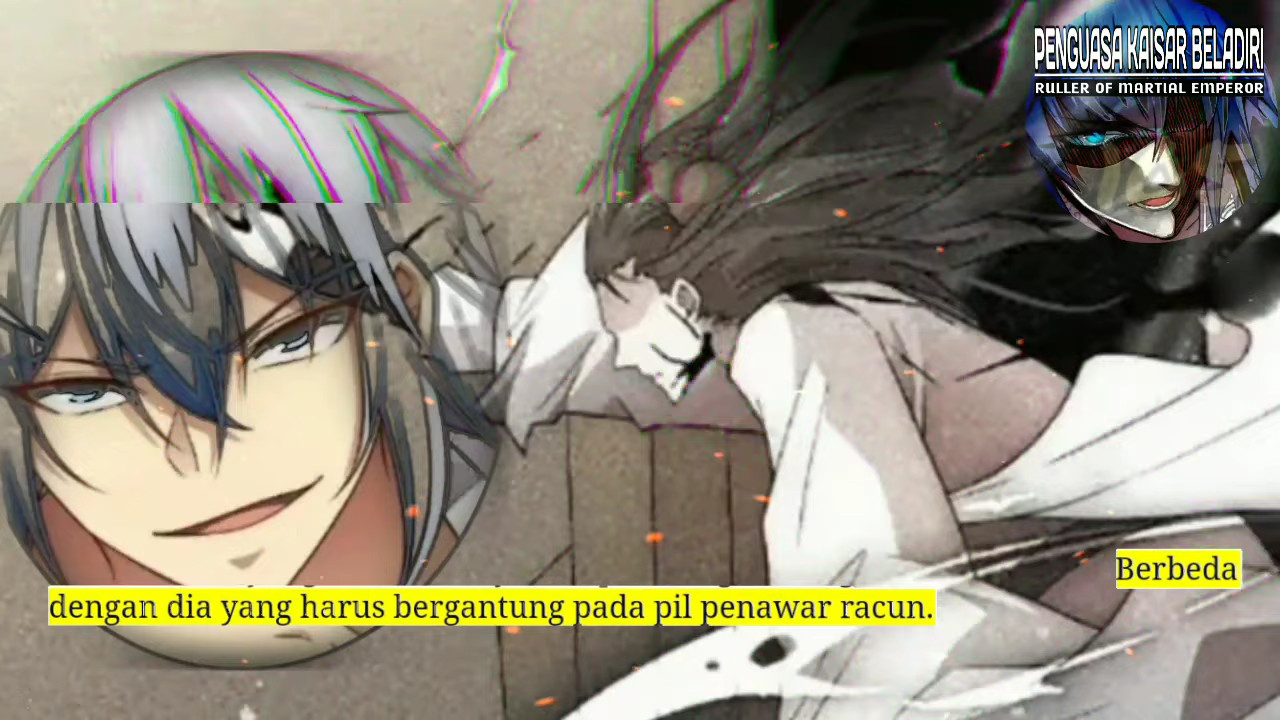 PENGUASA KAISAR BELADIRI
RULLER OF MARTIAL EMPEROR
Berbeda
dengan dia yang harus bergantung pada pil penawar racun.